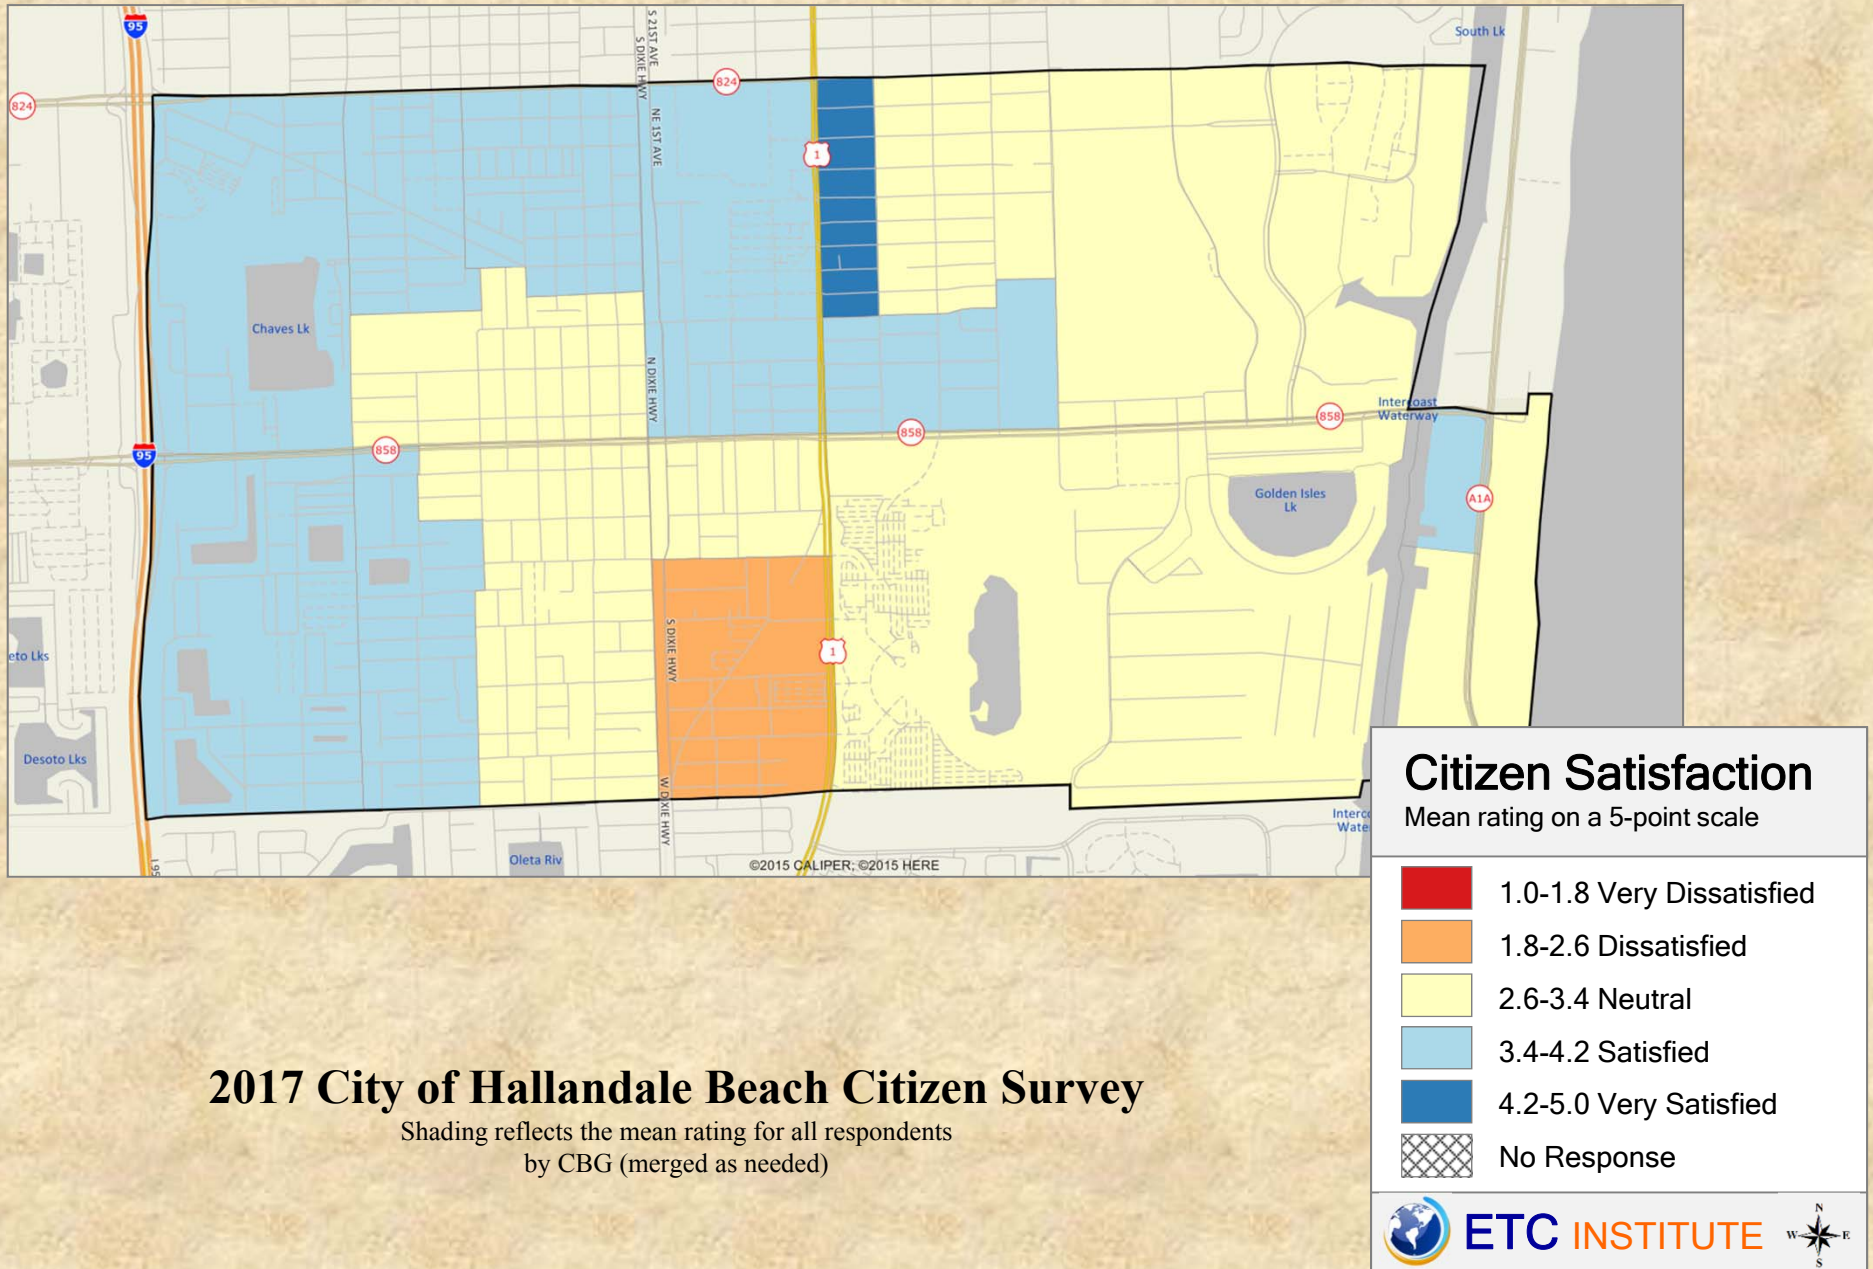 95
S 21ST AVE
S DIXIE HWY
South Lk
824
824
NE 1ST AVE
1
Chaves Lk
N DIXIE HWY
Intercoast
Waterway
858
858
858
95
Golden Isles
Lk
A1A
S DIXIE HWY
1
eto Lks
Desoto Lks
W DIXIE HWY
Interc
Wate
Oleta Riv
I 95
©2015 CALIPER; ©2015 HERE
Citizen Satisfaction
Mean rating on a 5-point scale
1.0-1.8 Very Dissatisfied
1.8-2.6 Dissatisfied
2.6-3.4 Neutral
3.4-4.2 Satisfied
4.2-5.0 Very Satisfied
No Response
2017 City of Hallandale Beach Citizen Survey
Shading reflects the mean rating for all respondents
by CBG (merged as needed)
ETC INSTITUTE
N
W E
S